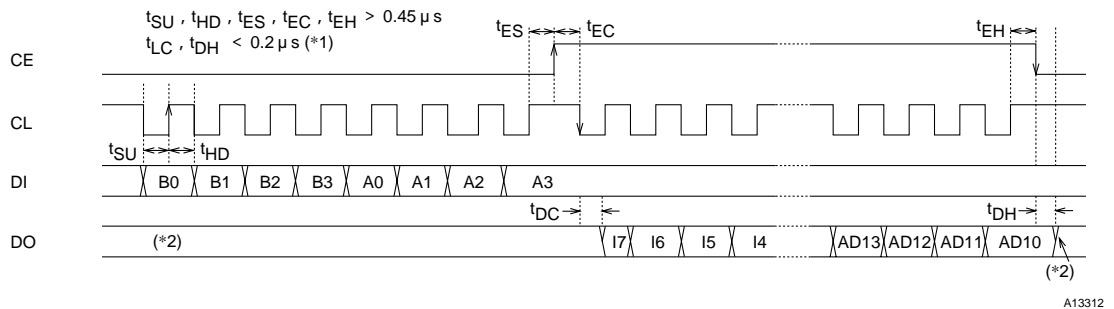 tSU , tHD , tES , tEC , tEH > 0.45 μs
tLC , tDH < 0.2 μs (*1)
tES tEC tEH
CE
CL
tSU tHD
DI B0 B1 B2 B3 A0 A1 A2 A3
tDC tDH
DO (*2) I7 I6 I5 I4 AD13 AD12 AD11 AD10
(*2)
A13312